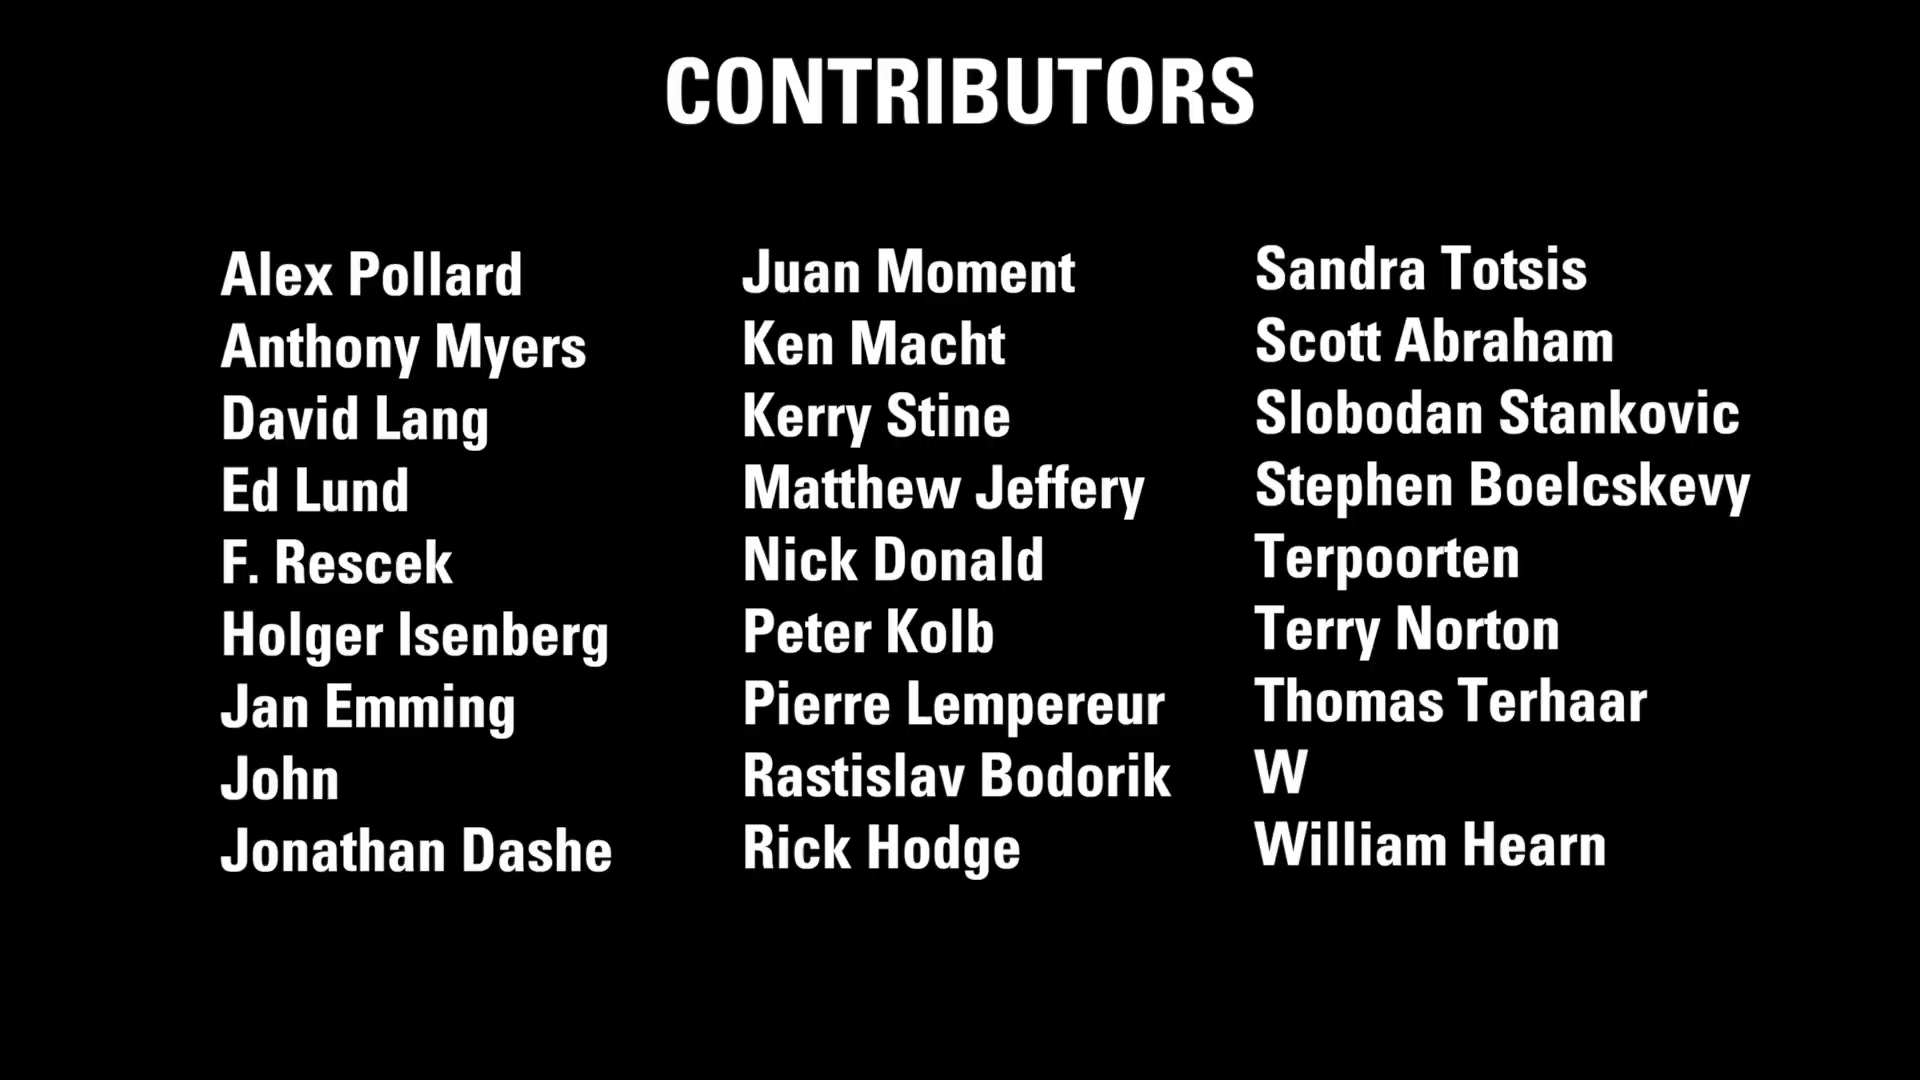 CONTRIBUTORS
Alex Pollard
Anthony Myers
David Lang
Ed Lund
F. Rescek
Holger Isenberg
Jan Emming
John
Jonathan Dashe
Juan Moment
Ken Macht
Kerry Stine
Matthew Jeffery
Nick Donald
Peter Kolb
Pierre Lempereur
Rastislav Bodorik
Rick Hodge
Sandra Totsis
Scott Abraham
Slobodan Stankovic
Stephen Boelcskevy
Terpoorten
Terry Norton
Thomas Terhaar
W
William Hearn